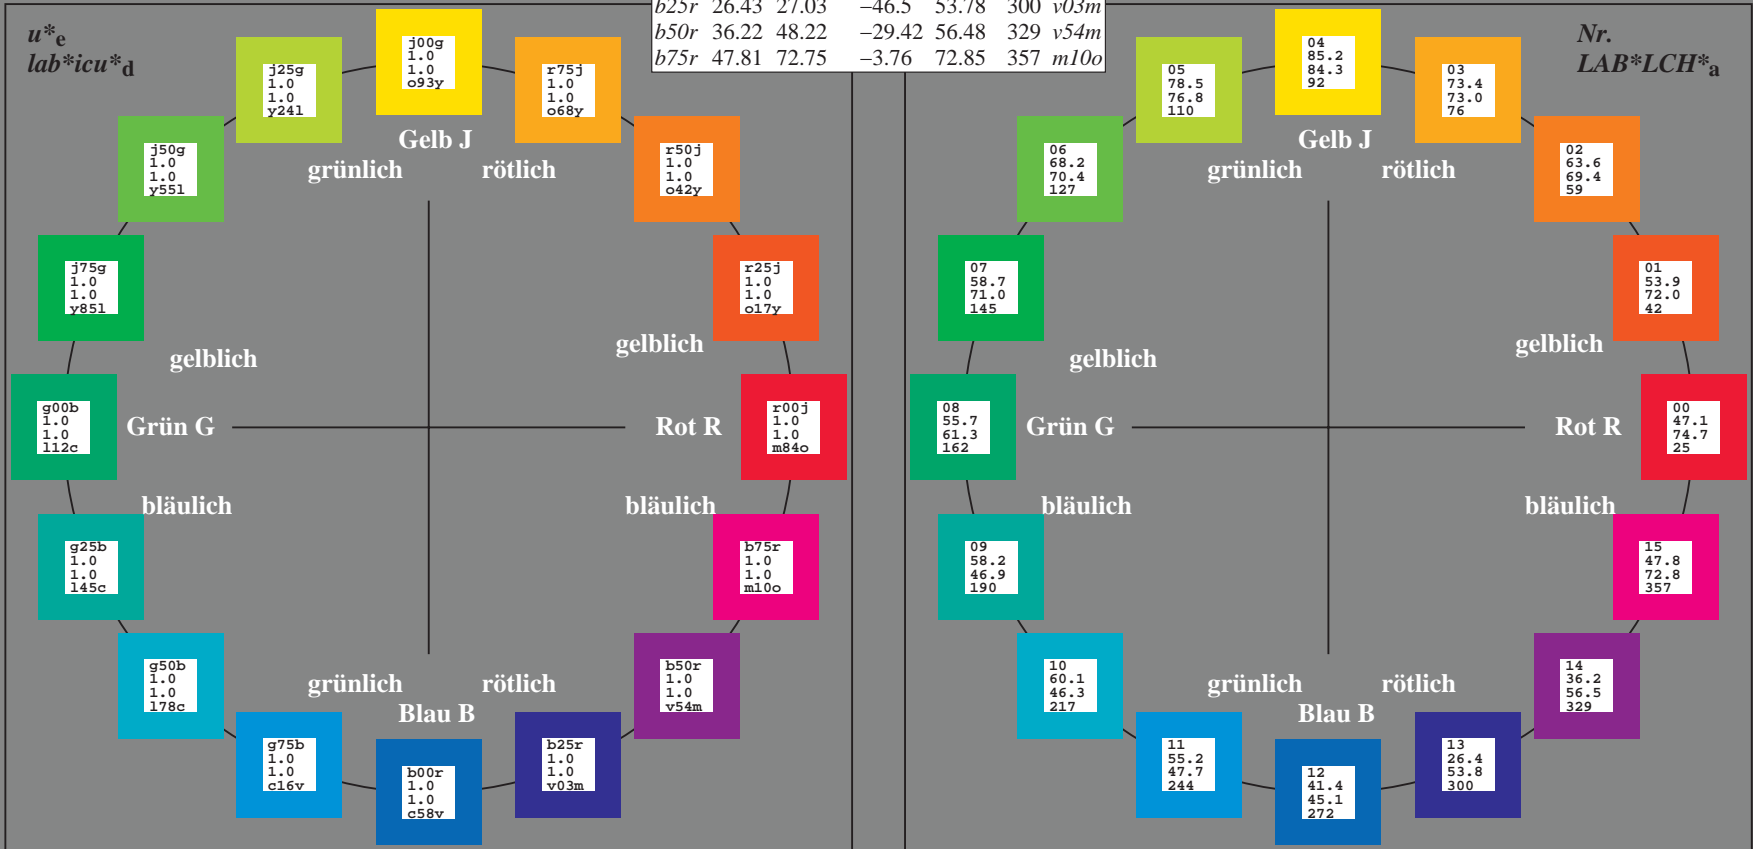 b25r 26.43 27.03 −46.5 53.78 300 v03m
b50r 36.22 48.22 −29.42 56.48 329 v54m
b75r 47.81 72.75 −3.76 72.85 357 m10o
u*e
lab*icu*d
j00g
1.0
1.0
o93y
r75j
1.0
1.0
o68y
r50j
1.0
1.0
o42y
r25j
1.0
1.0
o17y
r00j
1.0
1.0
m84o
b75r
1.0
1.0
m10o
b50r
1.0
1.0
v54m
b25r
1.0
1.0
v03m
b00r
1.0
1.0
c58v
g75b
1.0
1.0
c16v
g50b
1.0
1.0
l78c
g25b
1.0
1.0
l45c
g00b
1.0
1.0
l12c
j75g
1.0
1.0
y85l
j50g
1.0
1.0
y55l
j25g
1.0
1.0
y24l
Gelb J
grünlich rötlich
gelblich
gelblich
Grün G
Rot R
bläulich
bläulich
grünlich rötlich
Blau B
Nr.
LAB*LCH*a
04
85.2
84.3
92
03
73.4
73.0
76
02
63.6
69.4
59
01
53.9
72.0
42
00
47.1
74.7
25
15
47.8
72.8
357
14
36.2
56.5
329
13
26.4
53.8
300
12
41.4
45.1
272
11
55.2
47.7
244
10
60.1
46.3
217
09
58.2
46.9
190
08
55.7
61.3
162
07
58.7
71.0
145
06
68.2
70.4
127
05
78.5
76.8
110
Gelb J
grünlich rötlich
gelblich
gelblich
Grün G
Rot R
bläulich
bläulich
grünlich rötlich
Blau B